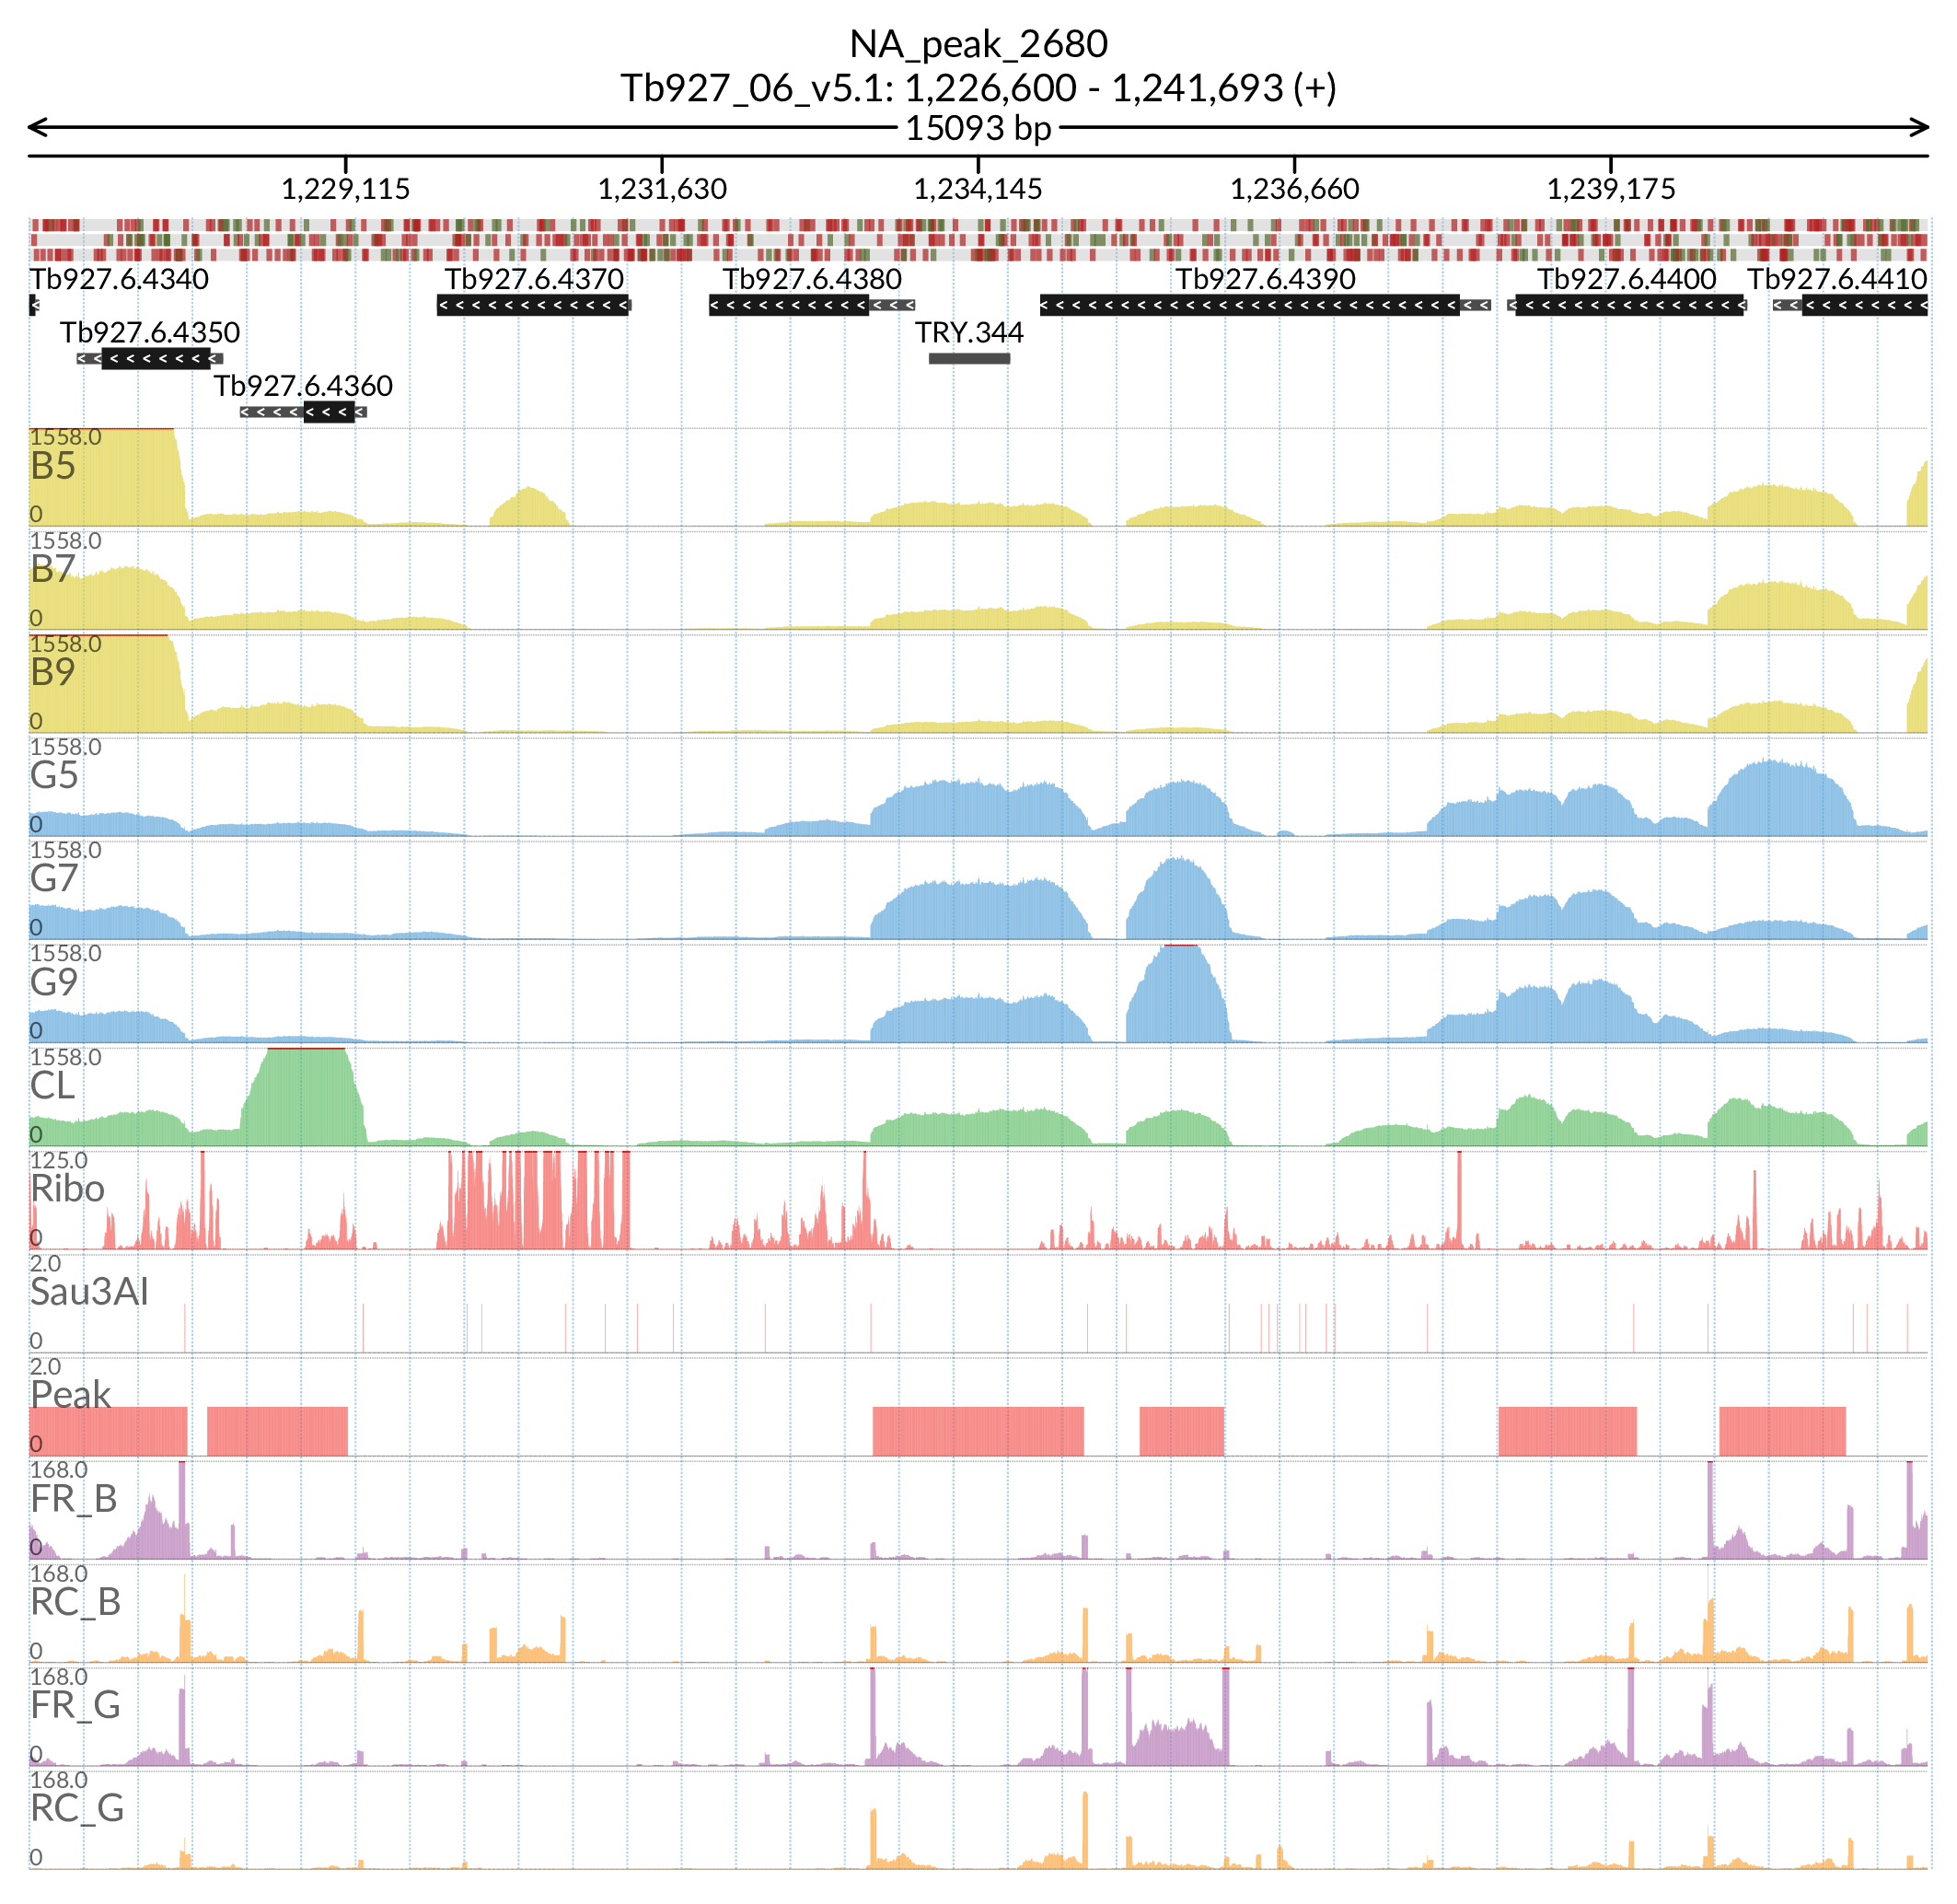 NA_peak_2680
Tb927_06_v5.1: 1,226,600 - 1,241,693 (+)
15093 bp
1,229,115 1,231,630 1,234,145 1,236,660 1,239,175
Tb927.6.4340 Tb927.6.4370 Tb927.6.4380 Tb927.6.4390 Tb927.6.4400 Tb927.6.4410
Tb927.6.4350 TRY.344
Tb927.6.4360
1558.0
B5
0
1558.0
B7
0
1558.0
B9
0
1558.0
G5
0
1558.0
G7
0
1558.0
G9
0
1558.0
CL
0
125.0
Ribo
0
2.0
Sau3AI
0
2.0
Peak
0
168.0
FR_B
0
168.0
RC_B
0
168.0
FR_G
0
168.0
RC_G
0